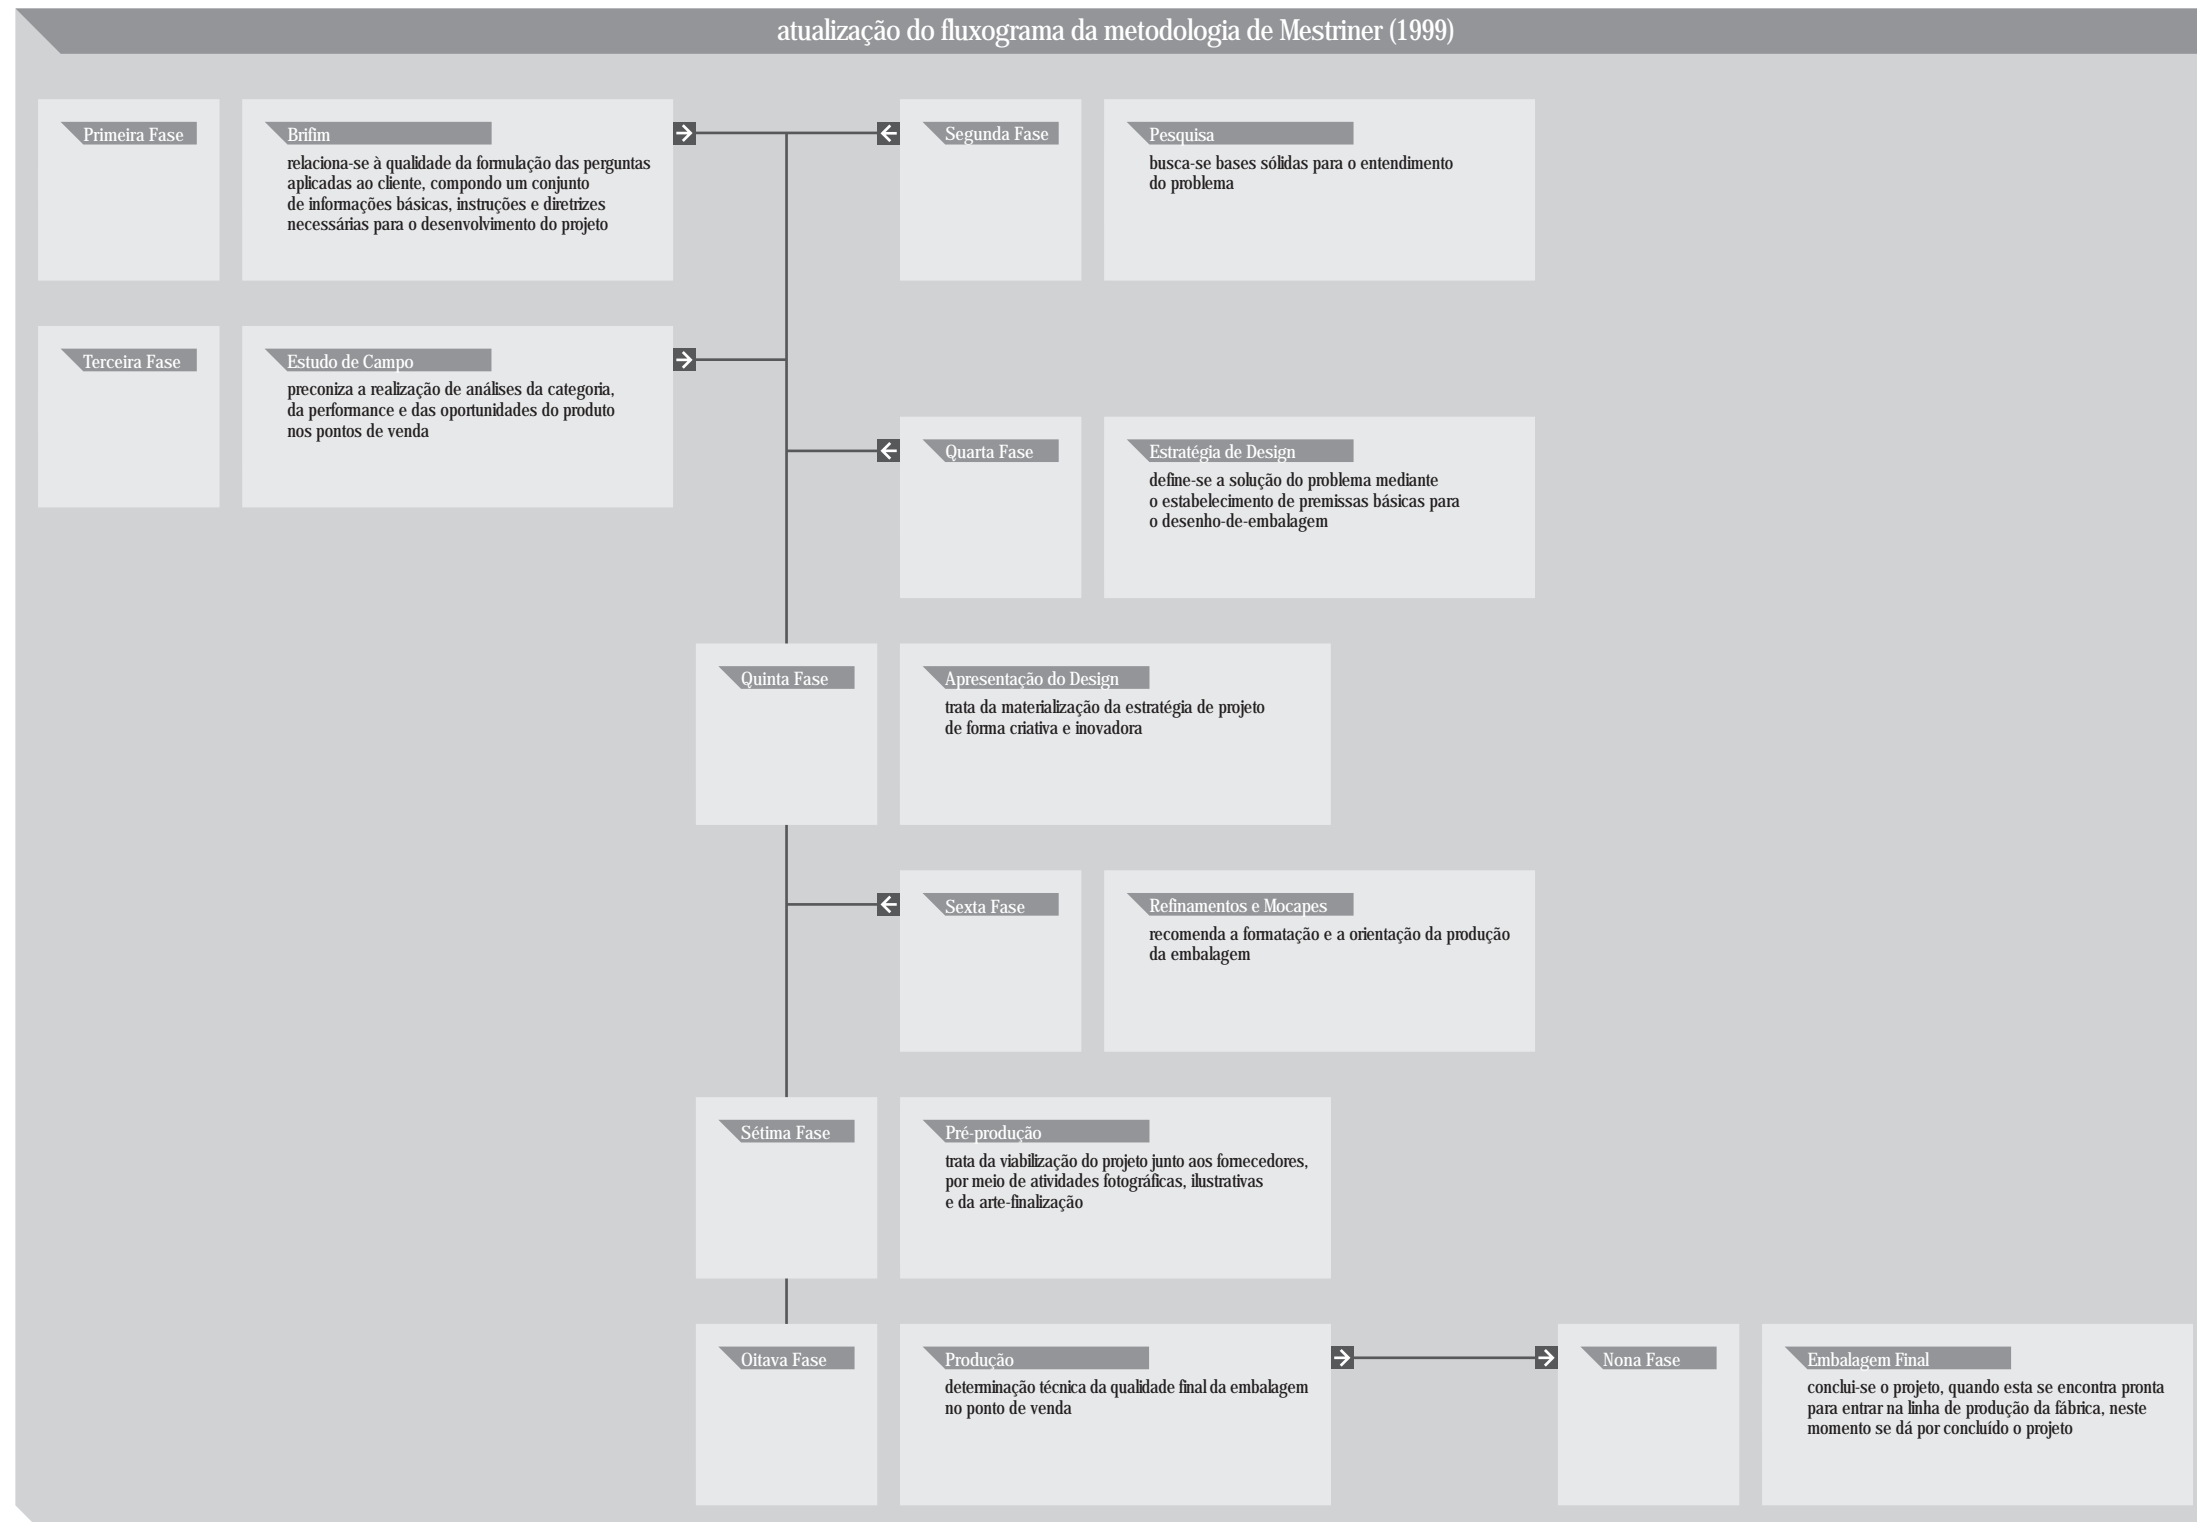 atualização do fluxograma da metodologia de Mestriner (1999)
Primeira Fase
Brifim
relaciona-se à qualidade da formulação das perguntas
aplicadas ao cliente, compondo um conjunto
de informações básicas, instruções e diretrizes
necessárias para o desenvolvimento do projeto
Segunda Fase
Pesquisa
busca-se bases sólidas para o entendimento
do problema
Terceira Fase
Estudo de Campo
preconiza a realização de análises da categoria,
da performance e das oportunidades do produto
nos pontos de venda
Quarta Fase
Estratégia de Design
define-se a solução do problema mediante
o estabelecimento de premissas básicas para
o desenho-de-embalagem
Quinta Fase
Apresentação do Design
trata da materialização da estratégia de projeto
de forma criativa e inovadora
Sexta Fase
Refinamentos e Mocapes
recomenda a formatação e a orientação da produção
da embalagem
Sétima Fase
Pré-produção
trata da viabilização do projeto junto aos fornecedores,
por meio de atividades fotográficas, ilustrativas
e da arte-finalização
Oitava Fase
Produção
determinação técnica da qualidade final da embalagem
no ponto de venda
Nona Fase
Embalagem Final
conclui-se o projeto, quando esta se encontra pronta
para entrar na linha de produção da fábrica, neste
momento se dá por concluído o projeto